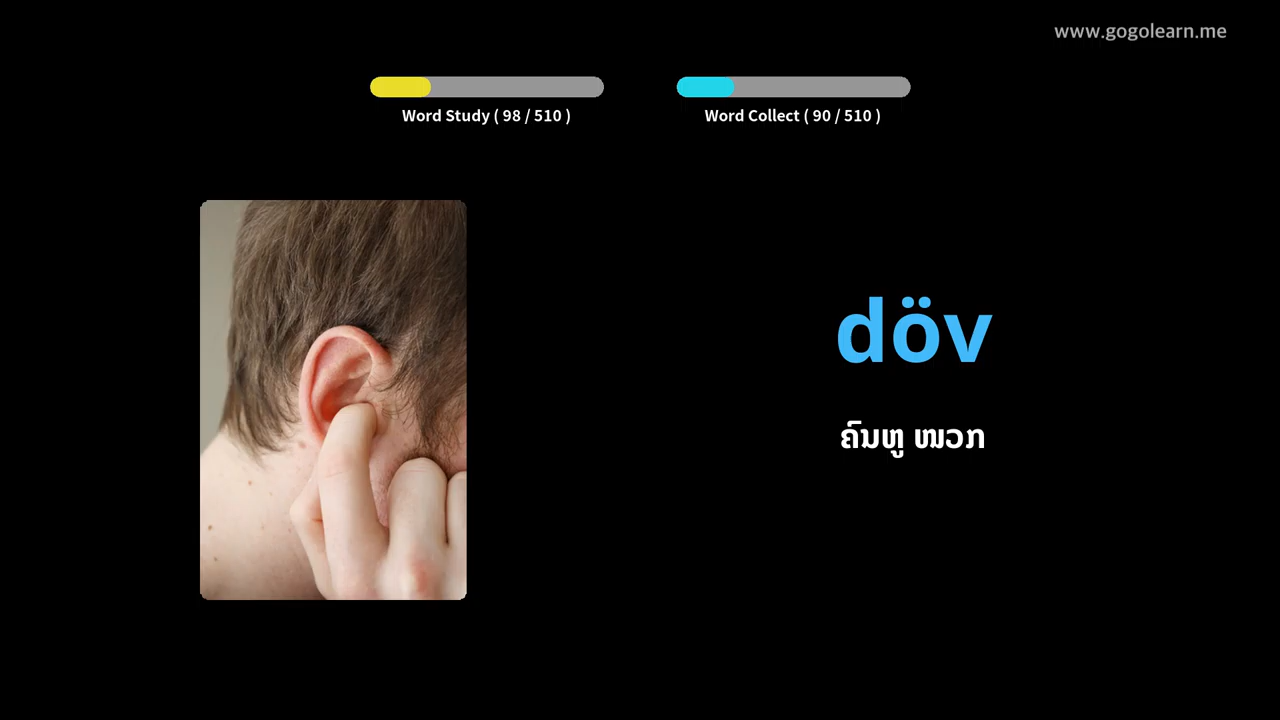 www.gogolearn.me
Word Study ( 98 / 510 )
Word Collect ( 90 / 510 )
döv
ຄົນຫູ ໜວກ